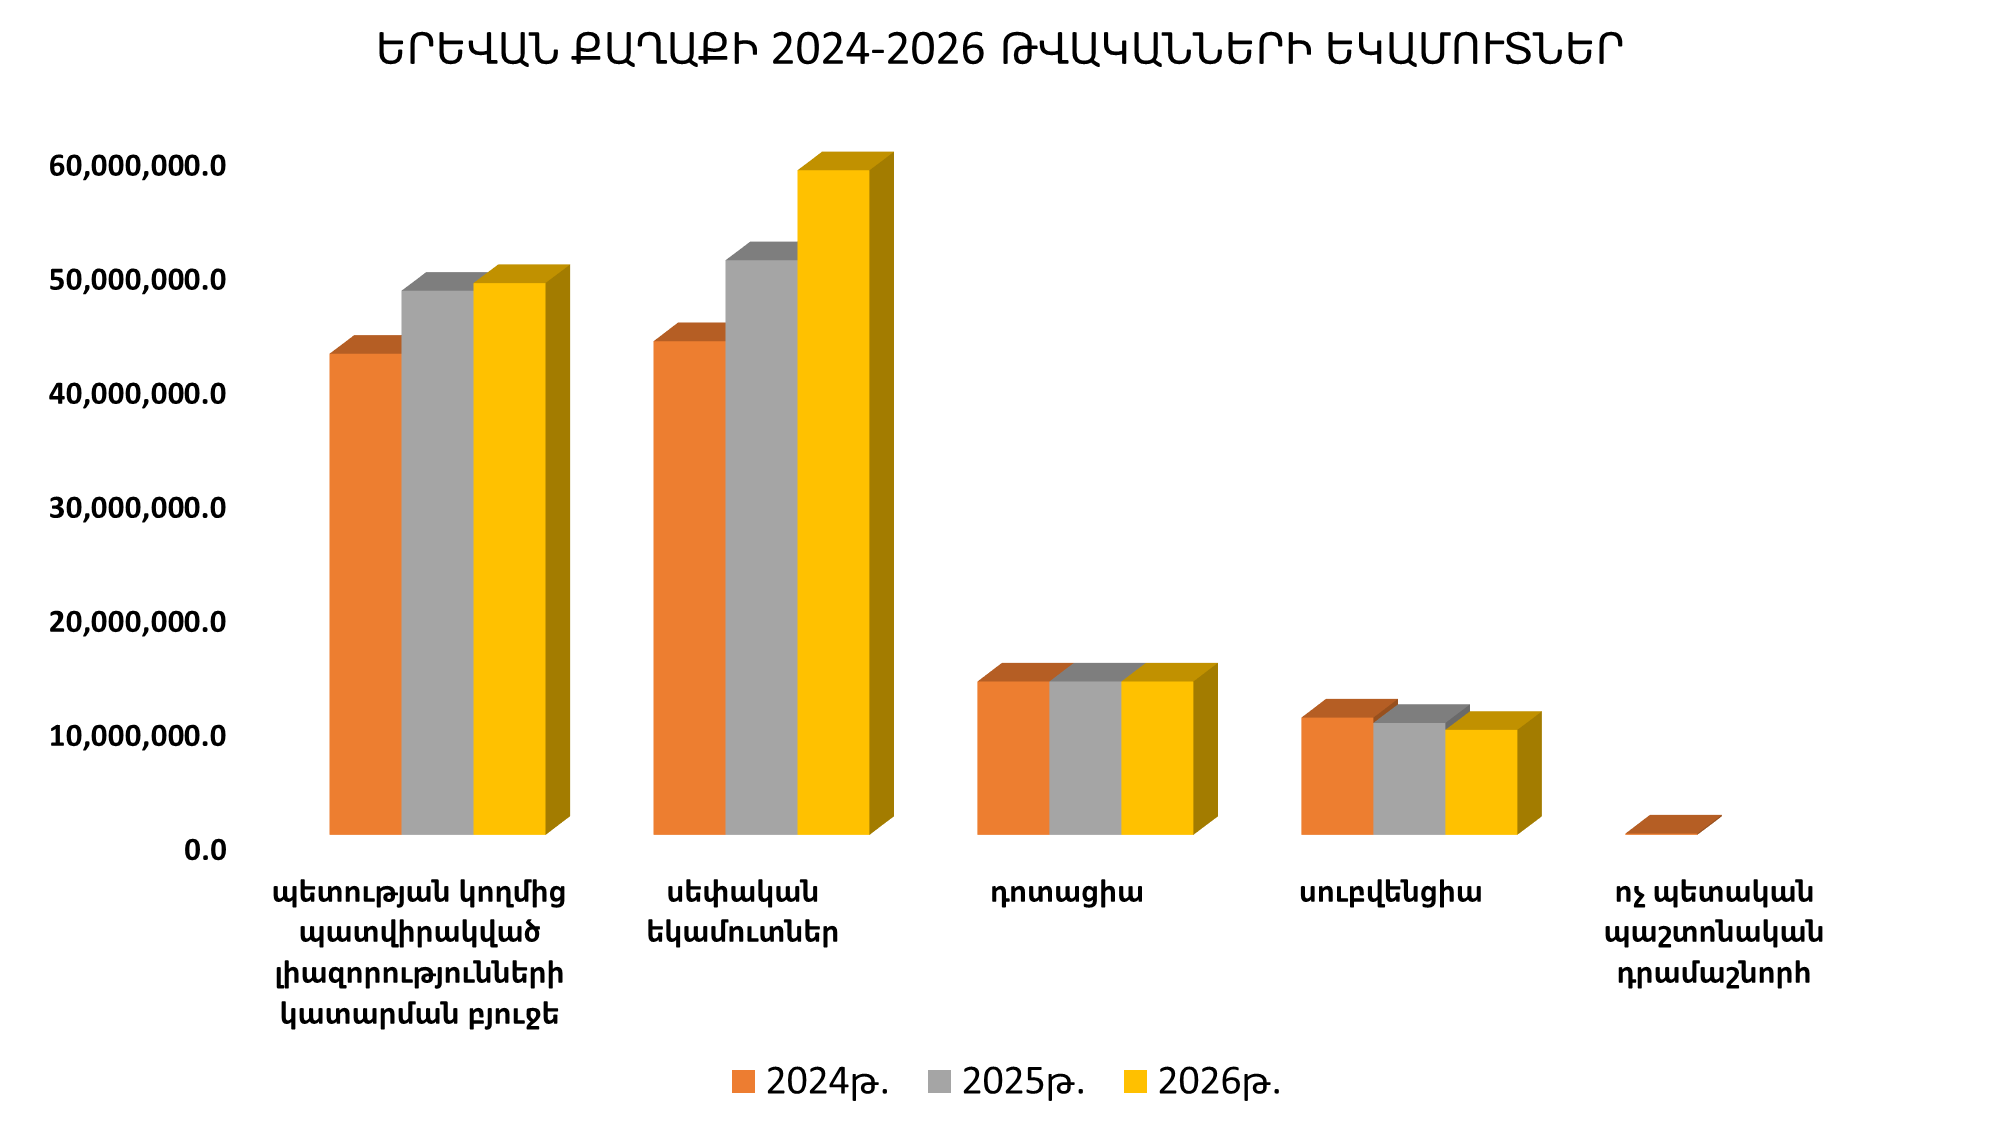 ԵՐԵՎԱՆ ՔԱՂԱՔԻ 2024-2026 ԹՎԱԿԱՆՆԵՐԻ ԵԿԱՄՈՒՏՆԵՐ
60,000,000.0
50,000,000.0
40,000,000.0
30,000,000.0
20,000,000.0
10,000,000.0
0.0
պետության կողմից
պատվիրակված
լիազորությունների
կատարման բյուջե
սեփական
եկամուտներ
դոտացիա
սուբվենցիա
ոչ պետական
պաշտոնական
դրամաշնորհ
2024թ. 2025թ. 2026թ.